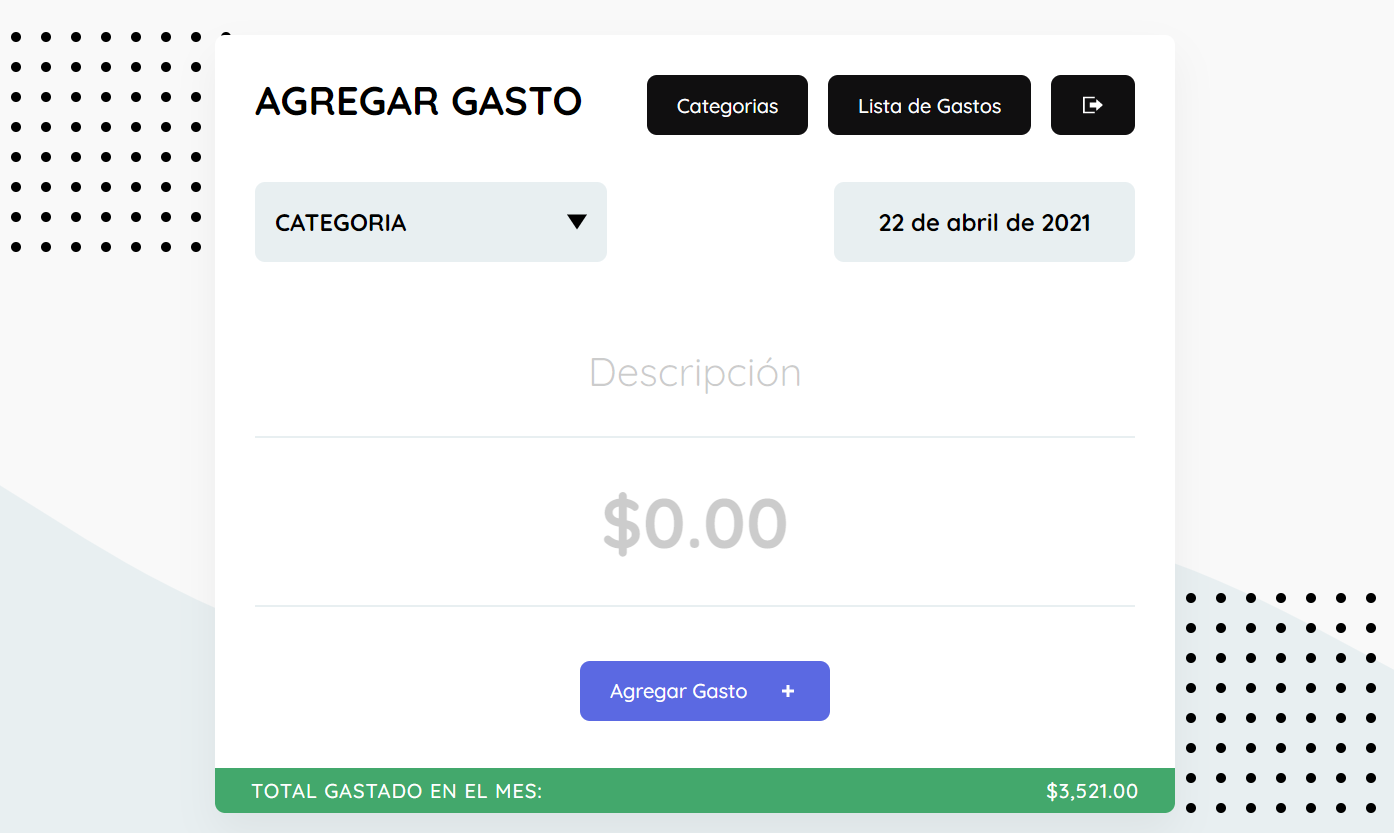 AGREGAR GASTO
Categorias
Lista de Gastos
CATEGORIA
22 de abril de 2021
Descripción
$0.00
Agregar Gasto +
TOTAL GASTADO EN EL MES: $3,521.00